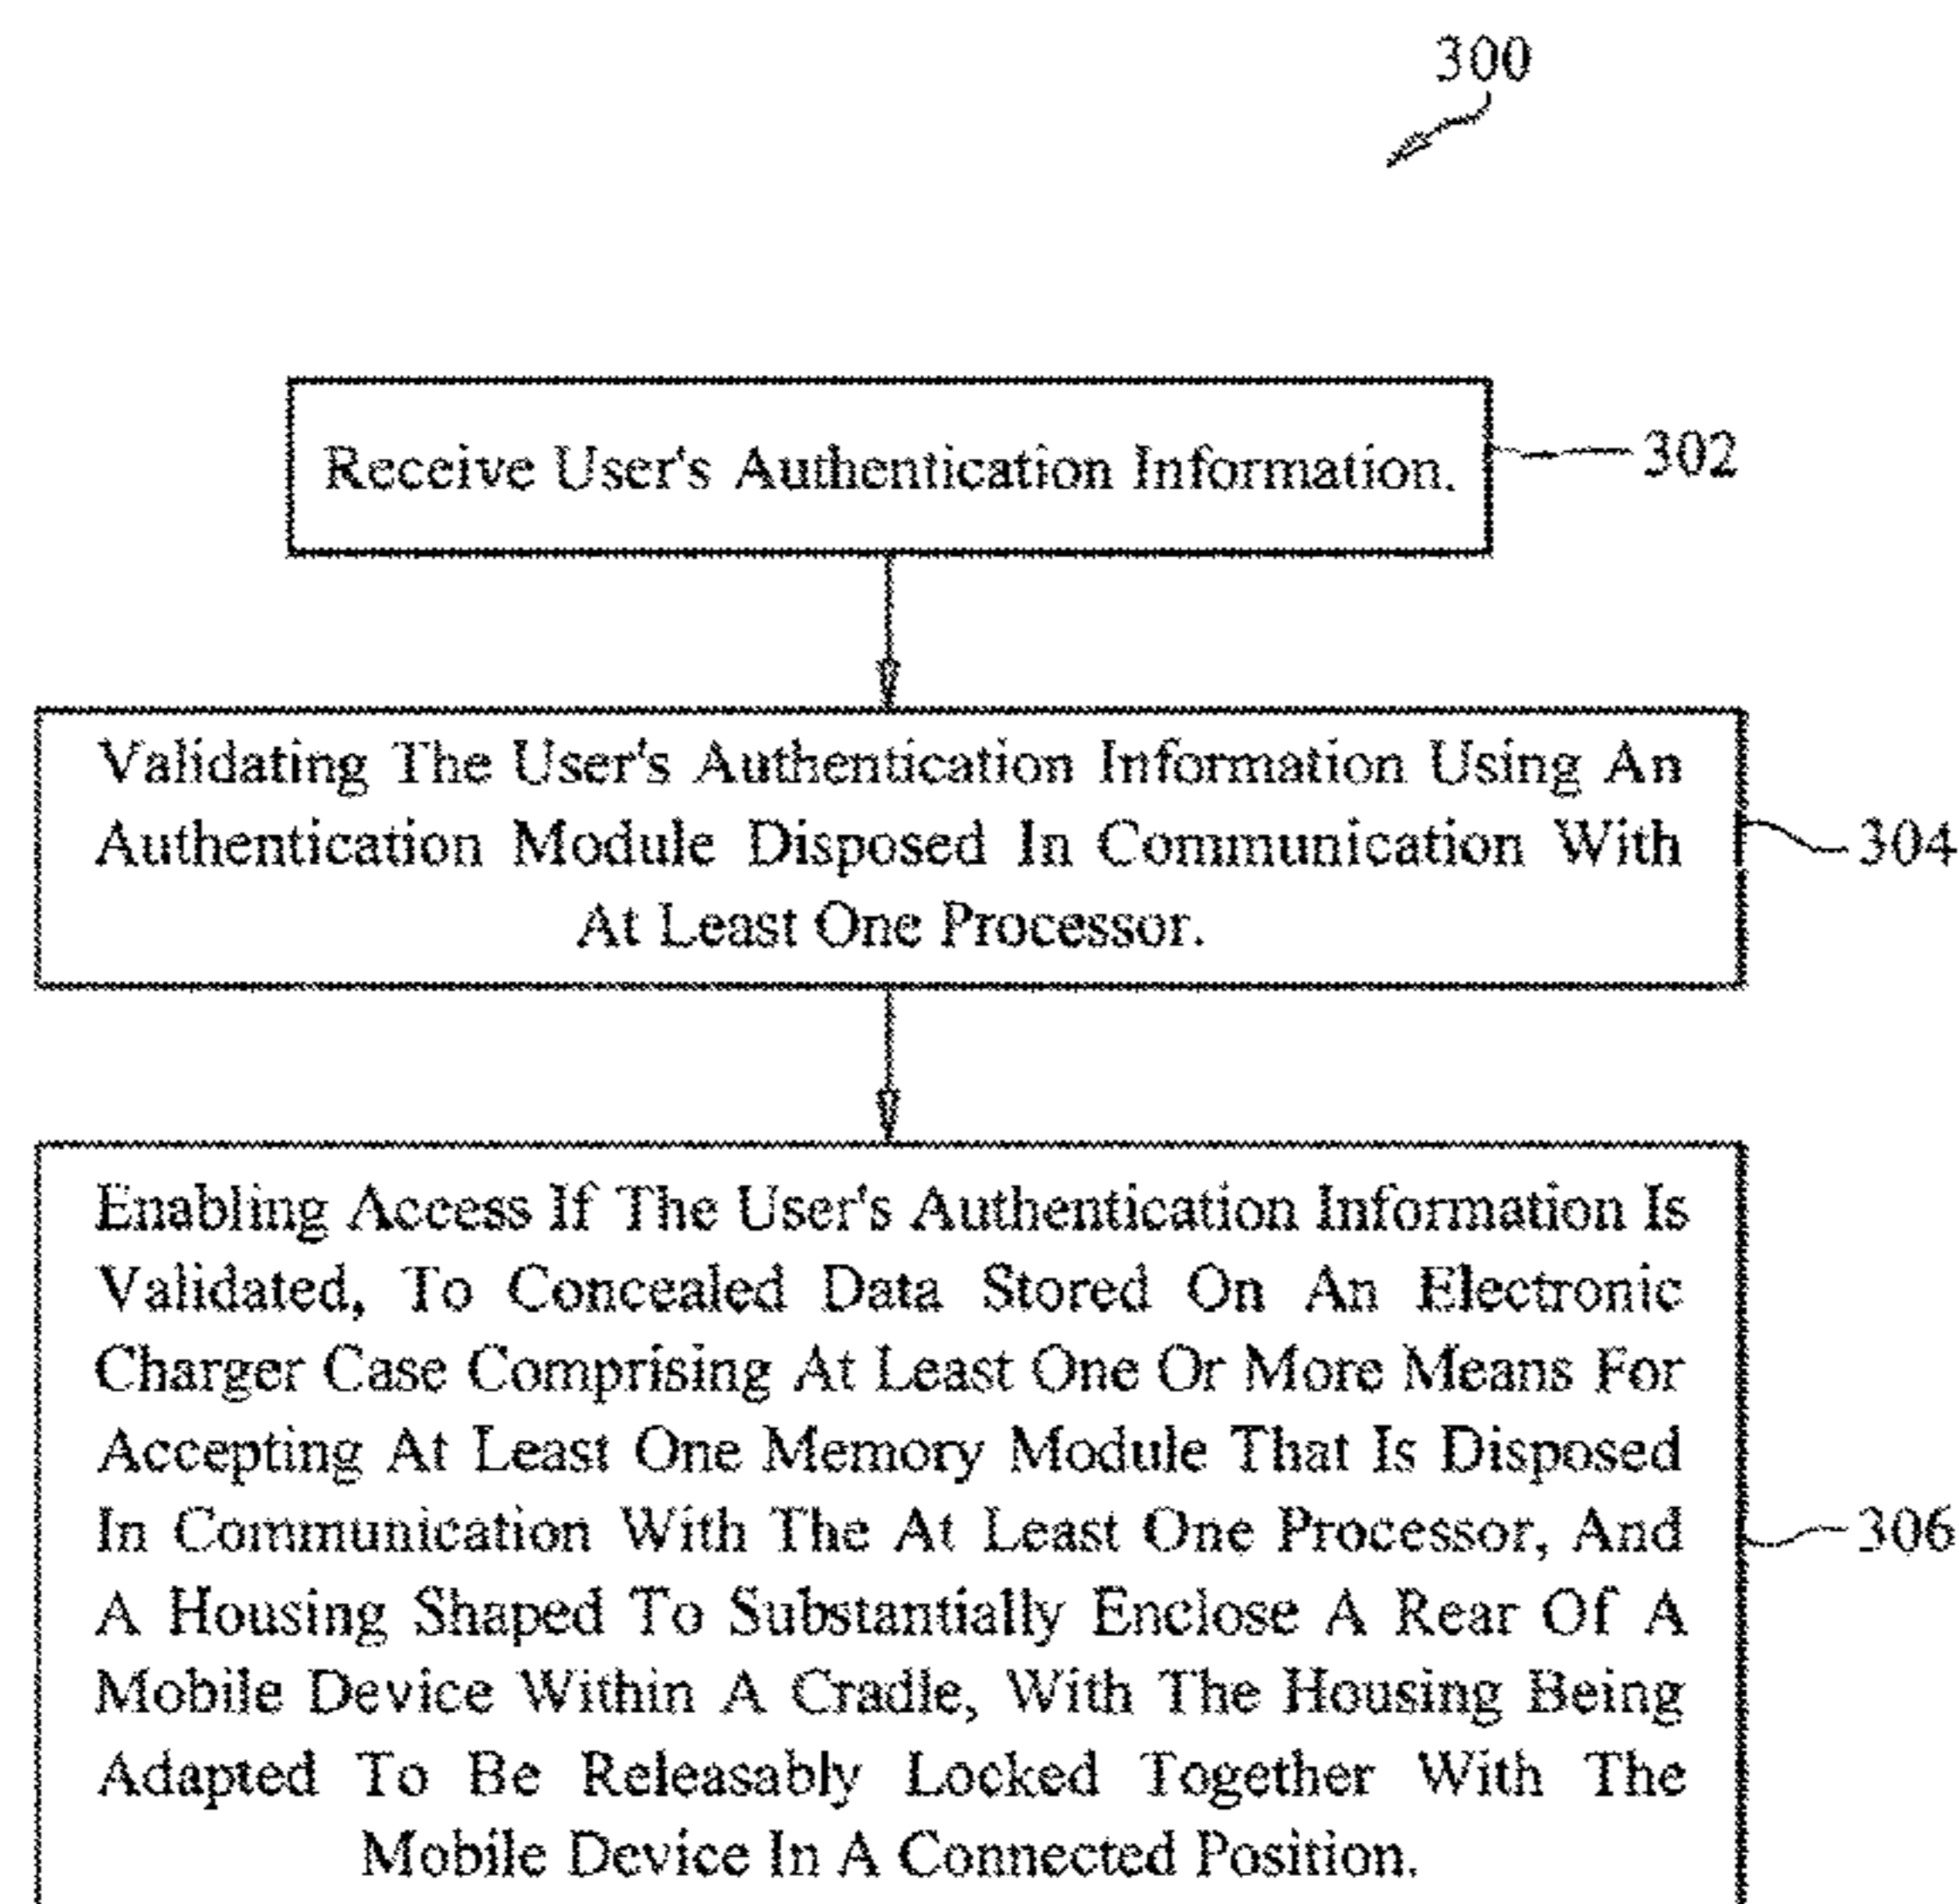 300
Receive User's Authentication Information.
302
Validating The User's Authentication Information Using An
Authentication Module Disposed In Communication With
At Least One Processor.
304
Enabling Access If The User's Authentication Information Is
Validated, To Concealed Data Stored On An Electronic
Charger Case Comprising At Least One Or More Means For
Accepting At Least One Memory Module That Is Disposed
In Communication With The At Least One Processor, And
A Housing Shaped To Substantially Enclose A Rear Of A
Mobile Device Within A Cradle, With The Housing Being
Adapted To Be Releasably Locked Together With The
Mobile Device In A Connected Position.
306